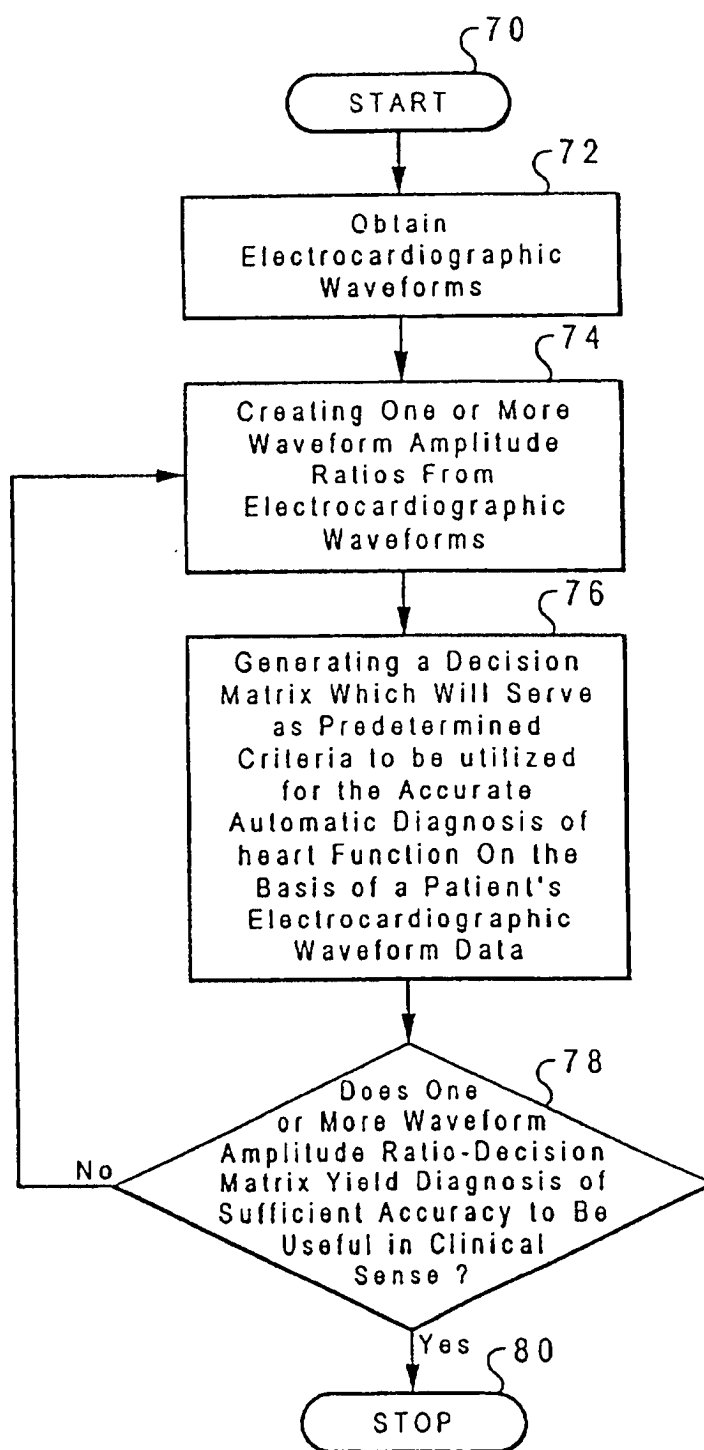 70
START
72
Obtain
Electrocardiographic
Waveforms
74
Creating One or More
Waveform Amplitude
Ratios From
Electrocardiographic
Waveforms
76
Generating a Decision
Matrix Which Will Serve
as Predetermined
Criteria to be utilized
for the Accurate
Automatic Diagnosis of
heart Function On the
Basis of a Patient's
Electrocardiographic
Waveform Data
78
Does One
or More Waveform
Amplitude Ratio-Decision
Matrix Yield Diagnosis of
Sufficient Accuracy to Be
Useful in Clinical
Sense ?
No
Yes
80
STOP